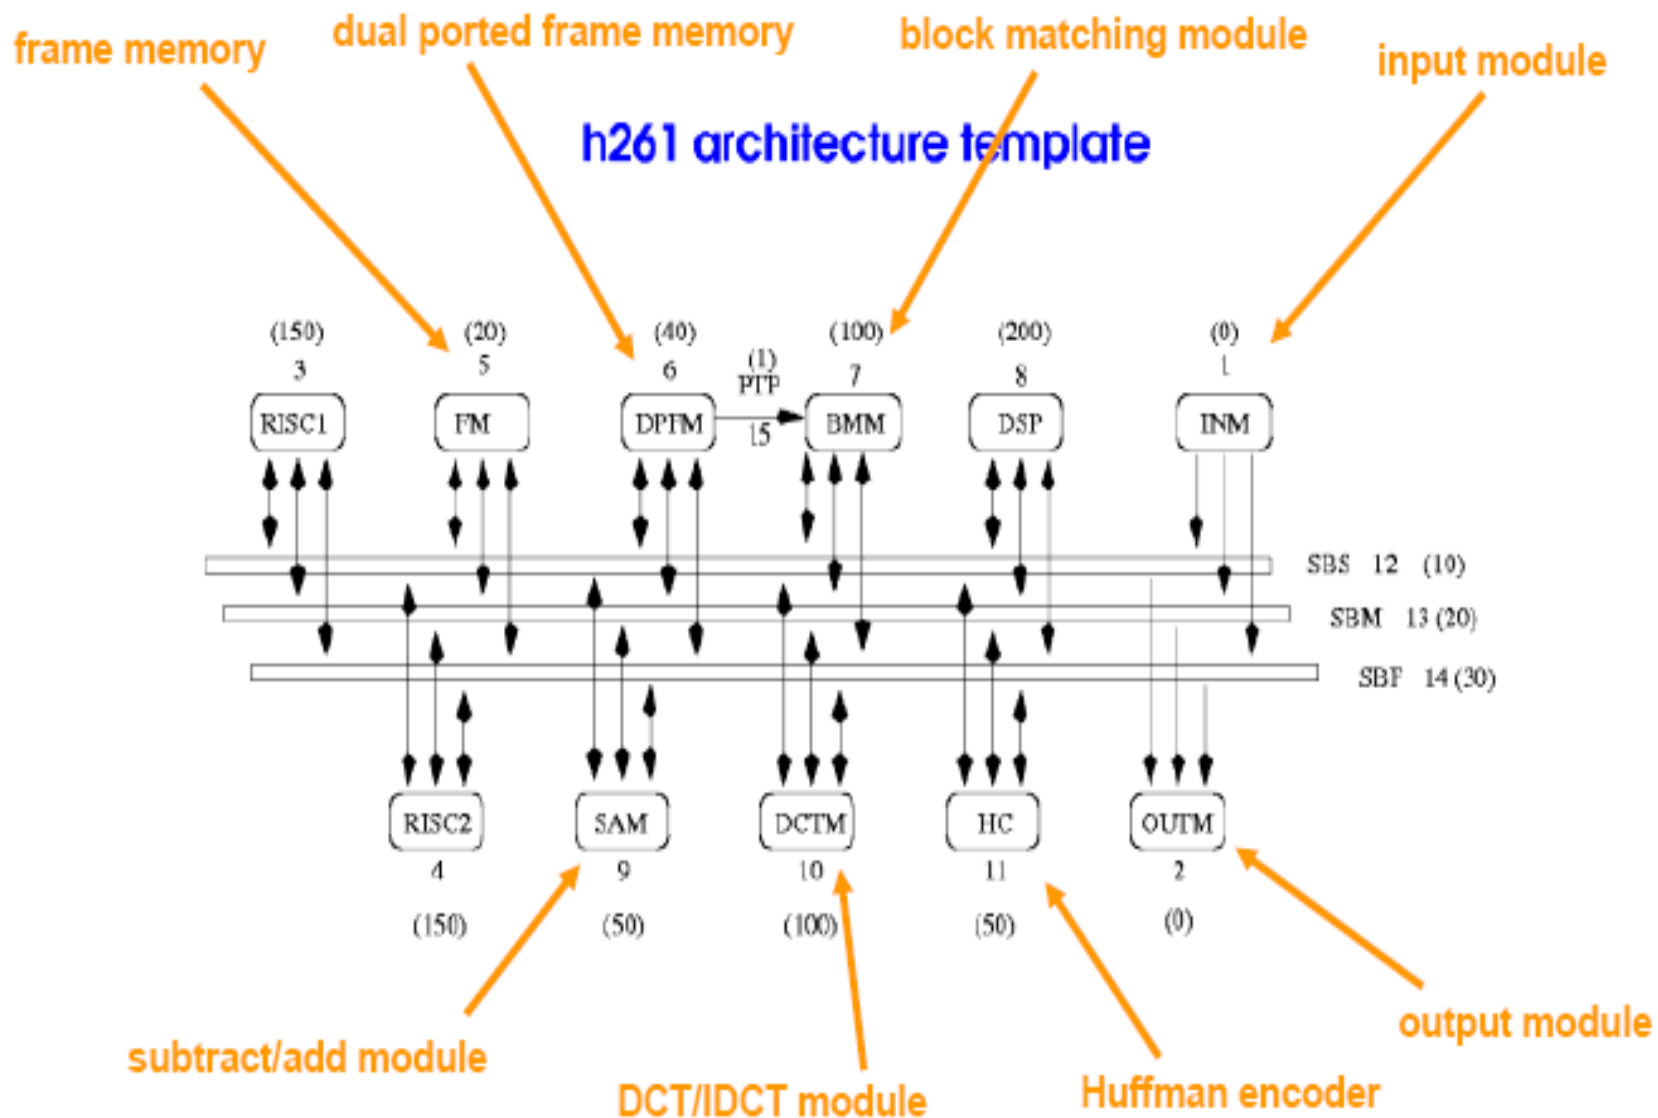 frame memory
dual ported frame memory
block matching module
input module
h261 architecture template
(150)
(20)
(40)
(100)
(200)
(0)
3
5
6
(1)
7
8
1
PTP
RISC1
FM
DPFM
15
BMM
DSP
INM
SBS 12 (10)
SBM 13 (20)
SBF 14 (30)
RISC2
SAM
DCTM
HC
OUTM
4
9
10
11
2
(150)
(50)
(100)
(50)
(0)
output module
subtract/add module
DCT/IDCT module
Huffman encoder